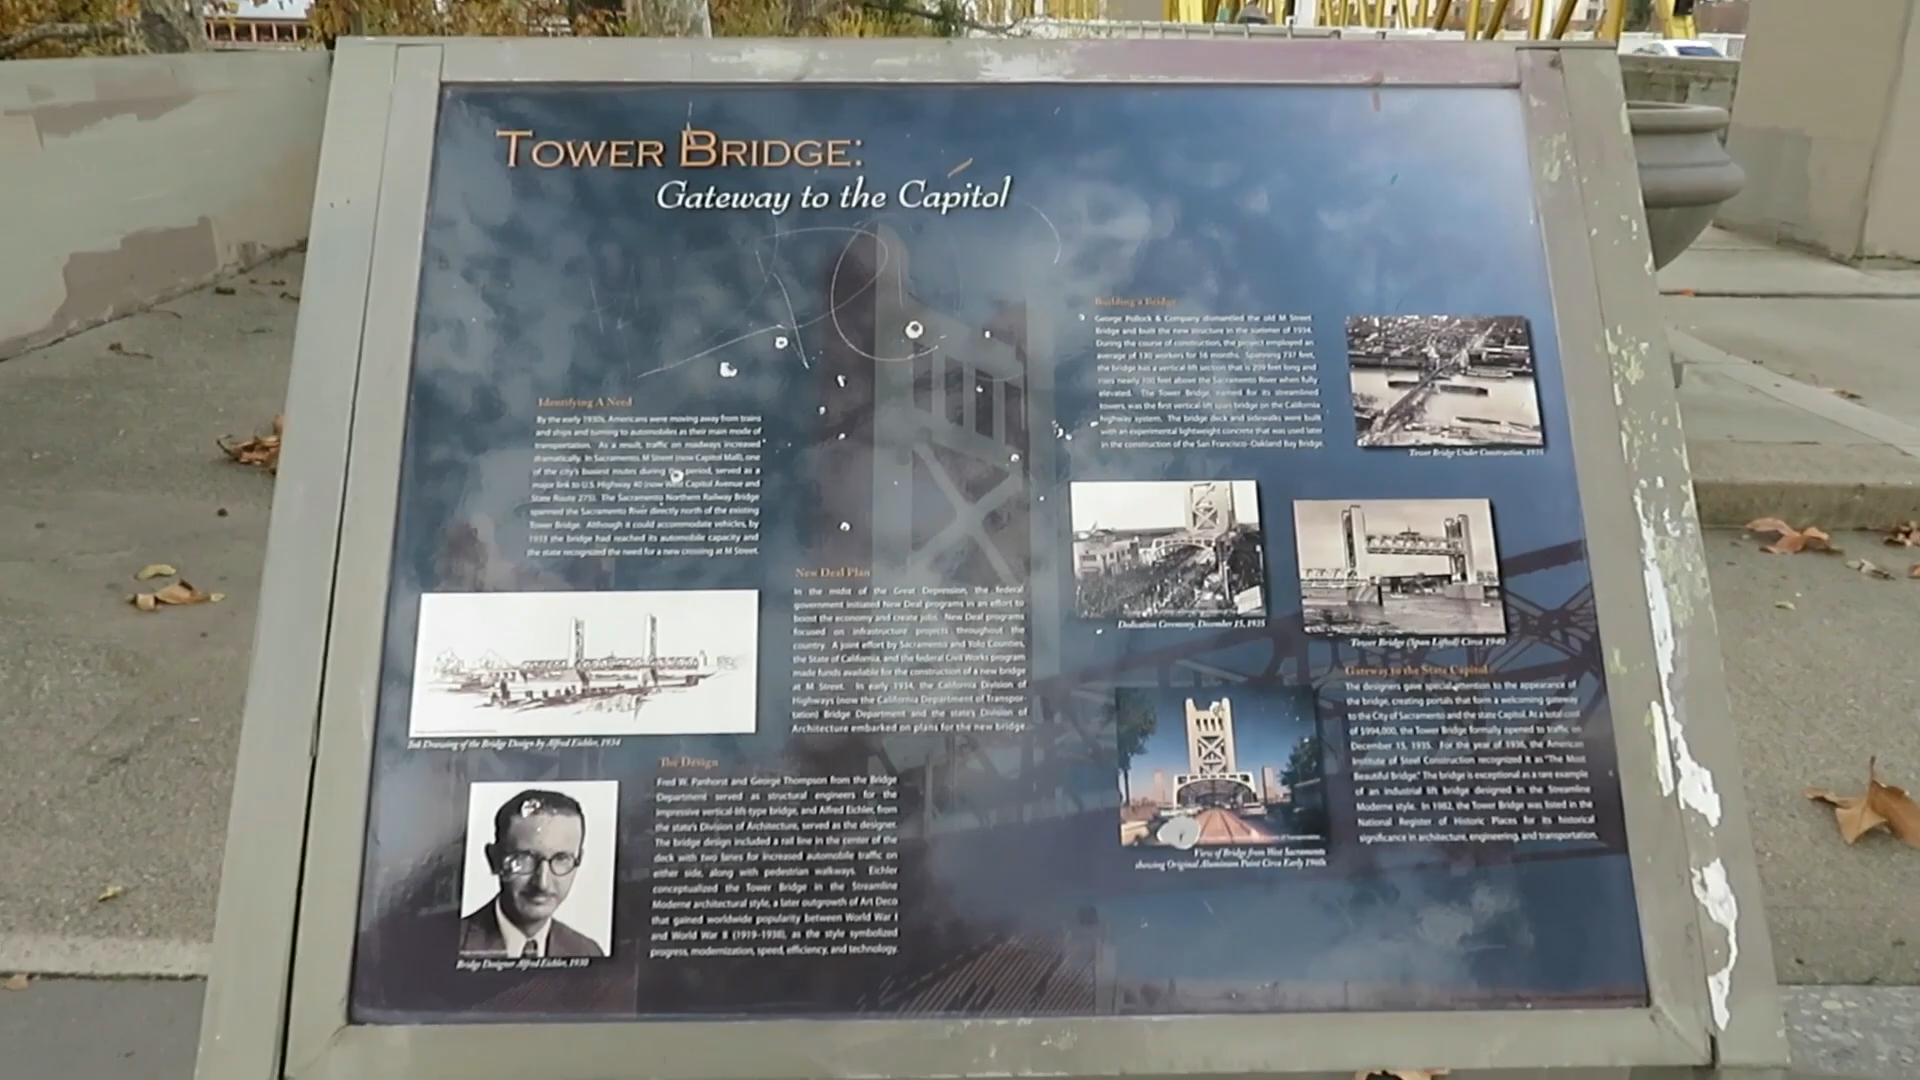 TOWER BRIDGE:
Gateway to the Capitol
Identifying A Need
By the early 1930s, Americans were moving away from trains
and ships and turning to automobiles as their main mode of
transportation. As a result, traffic on roadways increased
dramatically. In Sacramento, M Street (now Capitol Mall), one
of the city's busiest routes during the period, served as a
major link to U.S. Highway 40 (now West Capitol Avenue and
State Route 275). The Sacramento Northern Railway Bridge
spanned the Sacramento River directly north of the existing
Tower Bridge. Although it could accommodate vehicles, by
1933 the bridge had reached its automobile capacity and
the state recognized the need for a new crossing at M Street.
Ink Drawing of the Bridge Design by Alfred Eichler, 1934
New Deal Plan
In the midst of the Great Depression, the federal
government initiated New Deal programs in an effort to
boost the economy and create jobs. New Deal programs
focused on infrastructure projects throughout the
country. A joint effort by Sacramento and Yolo Counties,
the State of California, and the federal Civil Works program
made funds available for the construction of a new bridge
at M Street. In early 1934, the California Division of
Highways (now the California Department of Transpor-
tation) Bridge Department and the state's Division of
Architecture embarked on plans for the new bridge.
The Design
Fred W. Panhorst and George Thompson from the Bridge
Department served as structural engineers for the
impressive vertical-lift-type bridge, and Alfred Eichler, from
the state's Division of Architecture, served as the designer.
The bridge design included a rail line in the center of the
deck with two lanes for increased automobile traffic on
either side, along with pedestrian walkways. Eichler
conceptualized the Tower Bridge in the Streamline
Moderne architectural style, a later outgrowth of Art Deco
that gained worldwide popularity between World War I
and World War II (1919-1938), as the style symbolized
progress, modernization, speed, efficiency, and technology.
Bridge Designer Alfred Eichler, 1930
Building a Bridge
George Pollock & Company dismantled the old M Street
Bridge and built the new structure in the summer of 1934.
During the course of construction, the project employed an
average of 130 workers for 16 months. Spanning 737 feet,
the bridge has a vertical-lift section that is 209 feet long and
rises nearly 100 feet above the Sacramento River when fully
elevated. The Tower Bridge, named for its streamlined
towers, was the first vertical-lift span bridge on the California
highway system. The bridge deck and sidewalks were built
with an experimental lightweight concrete that was used later
in the construction of the San Francisco-Oakland Bay Bridge.
Tower Bridge Under Construction, 1935
Dedication Ceremony, December 15, 1935
Tower Bridge (Span Lifted) Circa 1940
View of Bridge from West Sacramento
showing Original Aluminum Paint Circa Early 1960s
Gateway to the State Capitol
The designers gave special attention to the appearance of
the bridge, creating portals that form a welcoming gateway
to the City of Sacramento and the state Capitol. At a total cost
of $994,000, the Tower Bridge formally opened to traffic on
December 15, 1935. For the year of 1936, the American
Institute of Steel Construction recognized it as "The Most
Beautiful Bridge." The bridge is exceptional as a rare example
of an industrial lift bridge designed in the Streamline
Moderne style. In 1982, the Tower Bridge was listed in the
National Register of Historic Places for its historical
significance in architecture, engineering, and transportation.